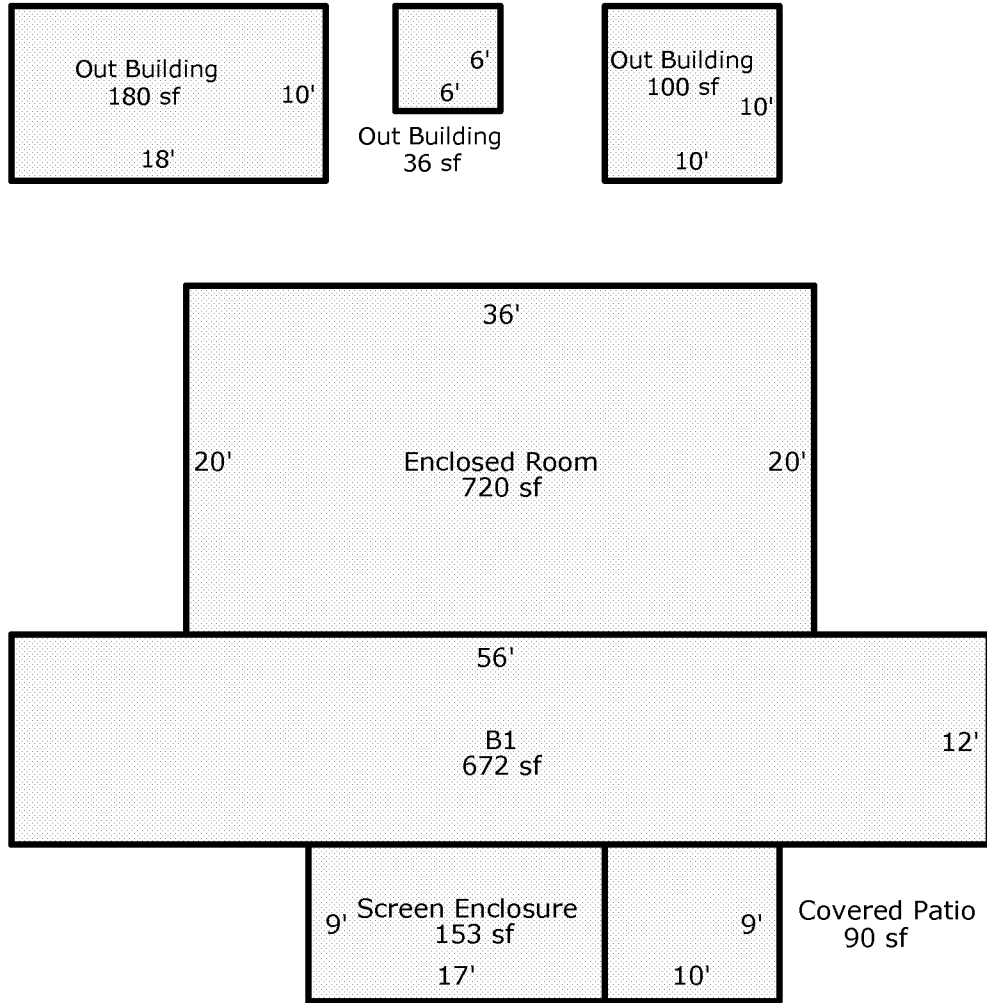 Out Building
180 sf
10'
18'
6'
6'
Out Building
36 sf
Out Building
100 sf
10'
10'
36'
20'
Enclosed Room
720 sf
20'
56'
B1
672 sf
12'
9'
Screen Enclosure
153 sf
17'
9'
10'
Covered Patio
90 sf